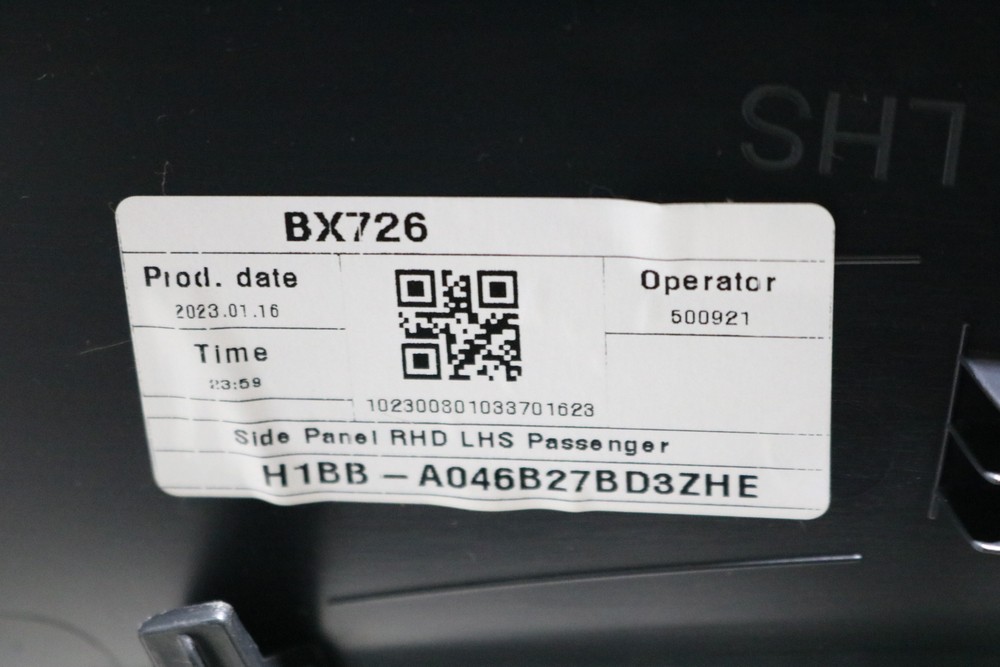 LHS
BX726
Prod. date
2023.01.16
Time
23:59
Operator
500921
102300801033701623
Side Panel RHD LHS Passenger
H1BB - A046B27BD3ZHE